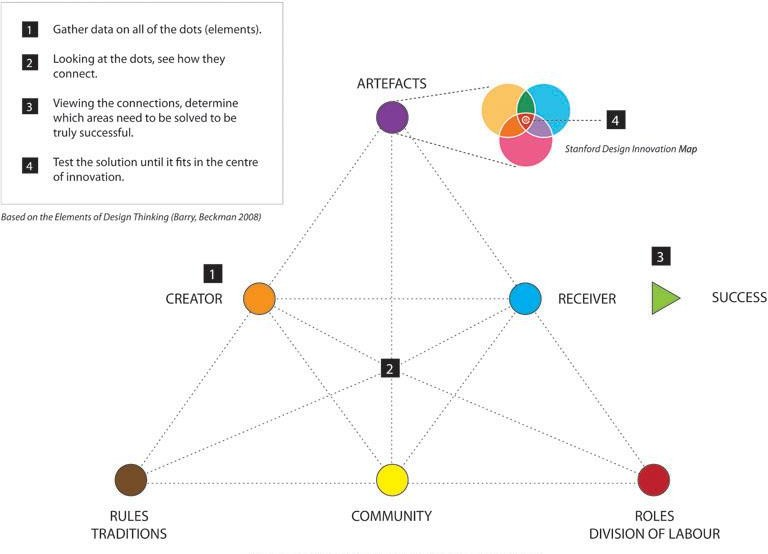 1 Gather data on all of the dots (elements).
2 Looking at the dots, see how they
connect.
3 Viewing the connections, determine
which areas need to be solved to be
truly successful.
4 Test the solution until it fits in the centre
of innovation.
Based on the Elements of Design Thinking (Barry, Beckman 2008)
ARTEFACTS
4
Stanford Design Innovation Map
1
CREATOR
RECEIVER
3
SUCCESS
2
RULES
TRADITIONS
COMMUNITY
ROLES
DIVISION OF LABOUR